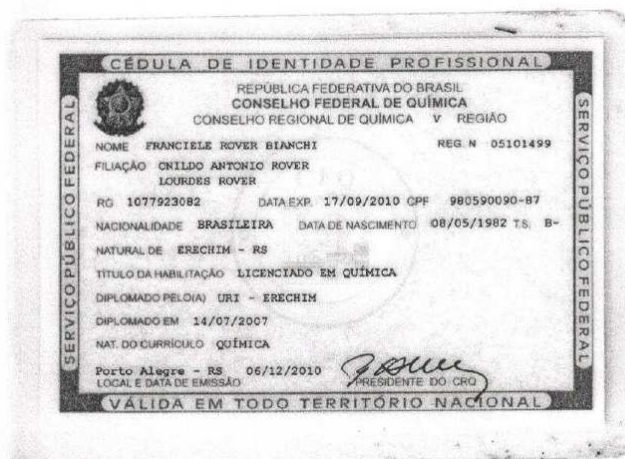 CÉDULA DE IDENTIDADE PROFISSIONAL
SERVIÇO PÚBLICO FEDERAL
REPÚBLICA FEDERATIVA DO BRASIL
CONSELHO FEDERAL DE QUÍMICA
CONSELHO REGIONAL DE QUÍMICA V REGIÃO
NOME FRANCIELE ROVER BIANCHI REG. N 05101499
FILIAÇÃO ONILDO ANTONIO ROVER
LOURDES ROVER
RG 1077923082 DATA EXP. 17/09/2010 CPF 980590090-87
NACIONALIDADE BRASILEIRA DATA DE NASCIMENTO 08/05/1982 T.S. B-
NATURAL DE ERECHIM - RS
TÍTULO DA HABILITAÇÃO LICENCIADO EM QUÍMICA
DIPLOMADO PELO(A) URI - ERECHIM
DIPLOMADO EM 14/07/2007
NAT. DO CURRÍCULO QUÍMICA
Porto Alegre - RS 06/12/2010
LOCAL E DATA DE EMISSÃO PRESIDENTE DO CRQ
VÁLIDA EM TODO TERRITÓRIO NACIONAL
SERVIÇO PÚBLICO FEDERAL